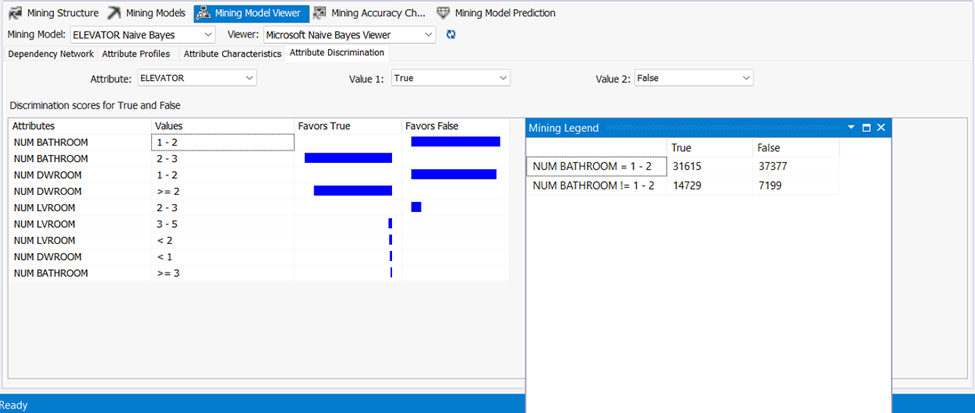 Mining Structure Mining Models Mining Model Viewer Mining Accuracy Ch... Mining Model Prediction
Mining Model: ELEVATOR Naive Bayes Viewer: Microsoft Naive Bayes Viewer
Dependency Network Attribute Profiles Attribute Characteristics Attribute Discrimination
Attribute: ELEVATOR Value 1: True Value 2: False
Discrimination scores for True and False
Attributes Values Favors True Favors False
NUM BATHROOM 1 - 2
NUM BATHROOM 2 - 3
NUM DWROOM 1 - 2
NUM DWROOM >= 2
NUM LVROOM 2 - 3
NUM LVROOM 3 - 5
NUM LVROOM < 2
NUM DWROOM < 1
NUM BATHROOM >= 3
Mining Legend
True False
NUM BATHROOM = 1 - 2 31615 37377
NUM BATHROOM != 1 - 2 14729 7199
Ready